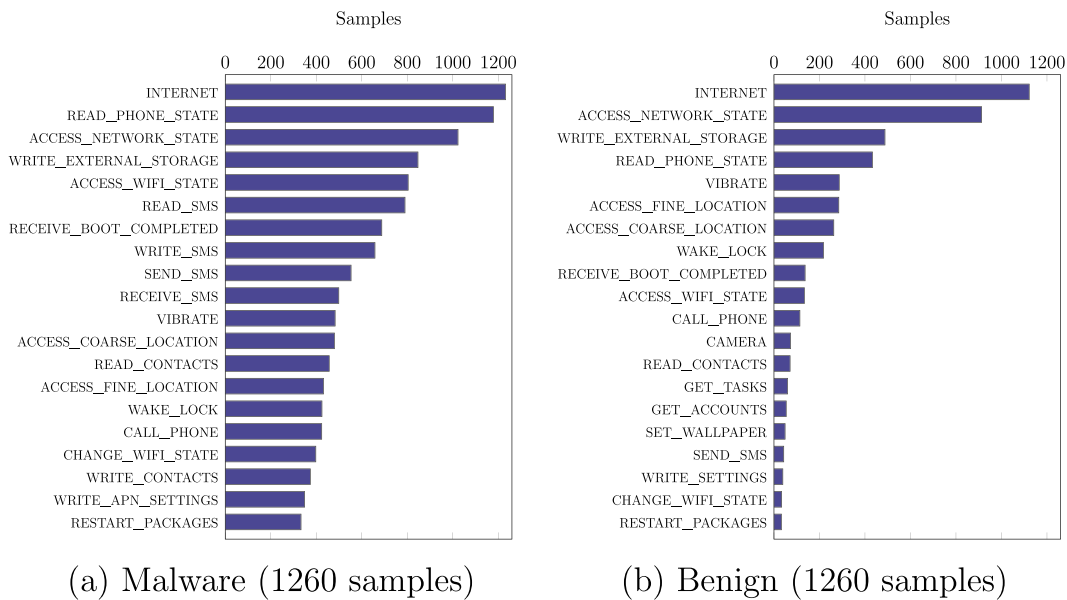 Samples
0 200 400 600 800 1000 1200
INTERNET
READ_PHONE_STATE
ACCESS_NETWORK_STATE
WRITE_EXTERNAL_STORAGE
ACCESS_WIFI_STATE
READ_SMS
RECEIVE_BOOT_COMPLETED
WRITE_SMS
SEND_SMS
RECEIVE_SMS
VIBRATE
ACCESS_COARSE_LOCATION
READ_CONTACTS
ACCESS_FINE_LOCATION
WAKE_LOCK
CALL_PHONE
CHANGE_WIFI_STATE
WRITE_CONTACTS
WRITE_APN_SETTINGS
RESTART_PACKAGES
(a) Malware (1260 samples)
Samples
0 200 400 600 800 1000 1200
INTERNET
ACCESS_NETWORK_STATE
WRITE_EXTERNAL_STORAGE
READ_PHONE_STATE
VIBRATE
ACCESS_FINE_LOCATION
ACCESS_COARSE_LOCATION
WAKE_LOCK
RECEIVE_BOOT_COMPLETED
ACCESS_WIFI_STATE
CALL_PHONE
CAMERA
READ_CONTACTS
GET_TASKS
GET_ACCOUNTS
SET_WALLPAPER
SEND_SMS
WRITE_SETTINGS
CHANGE_WIFI_STATE
RESTART_PACKAGES
(b) Benign (1260 samples)